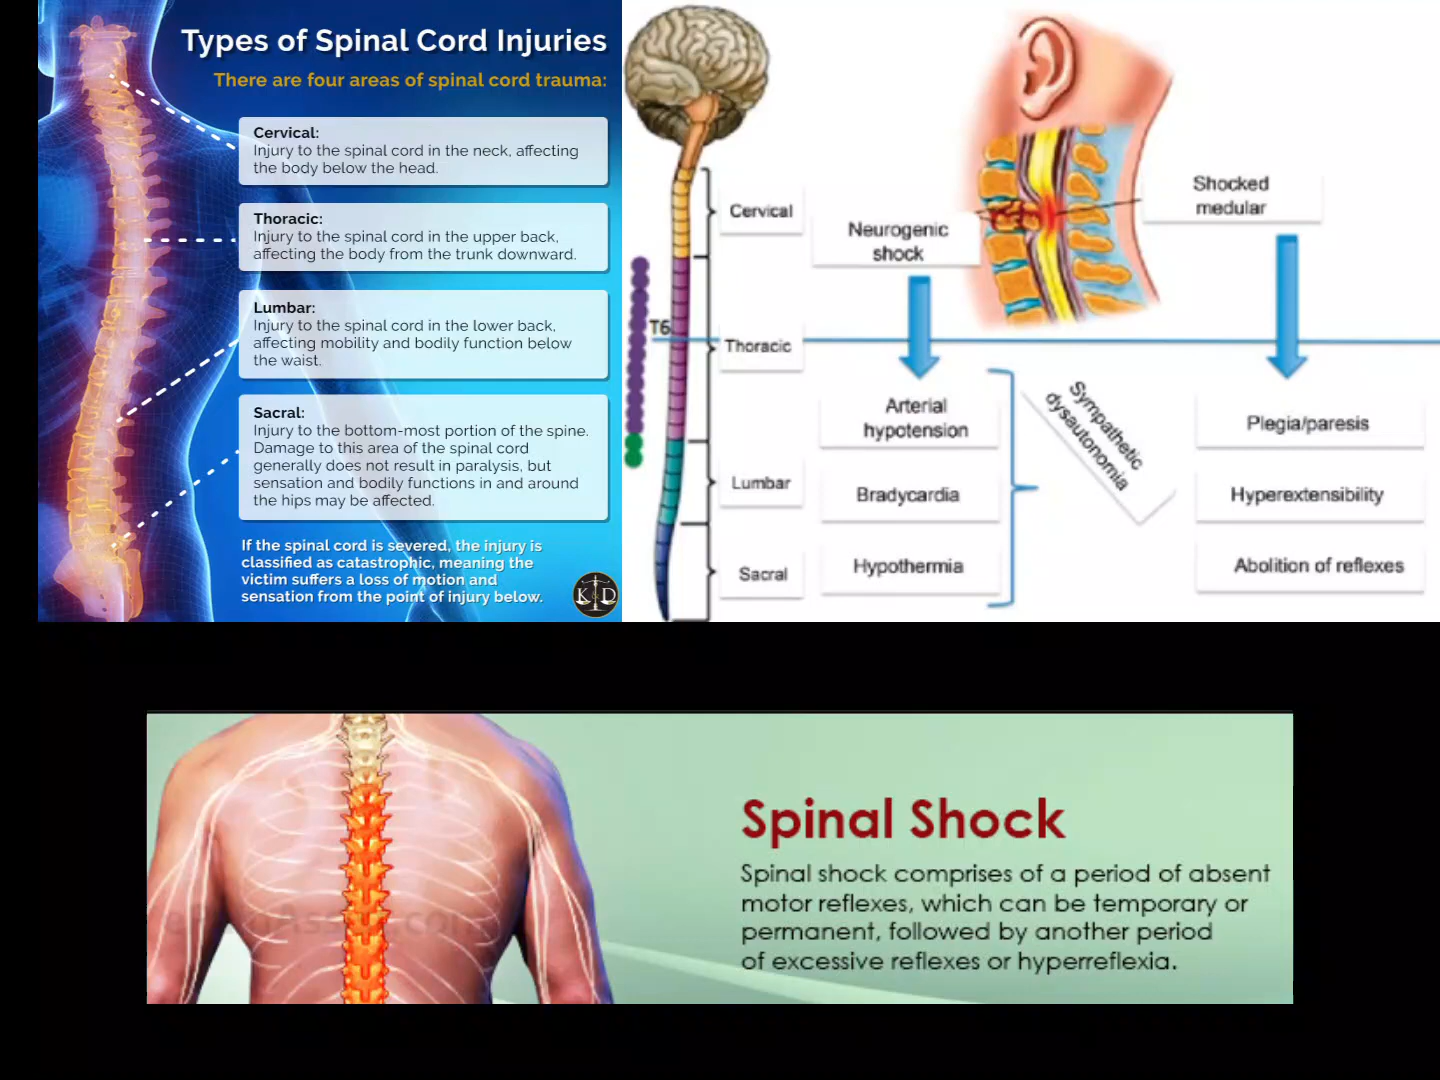 Types of Spinal Cord Injuries
There are four areas of spinal cord trauma:
Cervical:
Injury to the spinal cord in the neck, affecting
the body below the head.
Thoracic:
Injury to the spinal cord in the upper back,
affecting the body from the trunk downward.
Lumbar:
Injury to the spinal cord in the lower back,
affecting mobility and bodily function below
the waist.
Sacral:
Injury to the bottom-most portion of the spine.
Damage to this area of the spinal cord
generally does not result in paralysis, but
sensation and bodily functions in and around
the hips may be affected.
If the spinal cord is severed, the injury is
classified as catastrophic, meaning the
victim suffers a loss of motion and
sensation from the point of injury below.
K&D
Cervical
T6
Thoracic
Lumbar
Sacral
Neurogenic
shock
Arterial
hypotension
Bradycardia
Hypothermia
Sympathetic
dysautonomia
Shocked
medular
Plegia/paresis
Hyperextensibility
Abolition of reflexes
Spinal Shock
Spinal shock comprises of a period of absent
motor reflexes, which can be temporary or
permanent, followed by another period
of excessive reflexes or hyperreflexia.